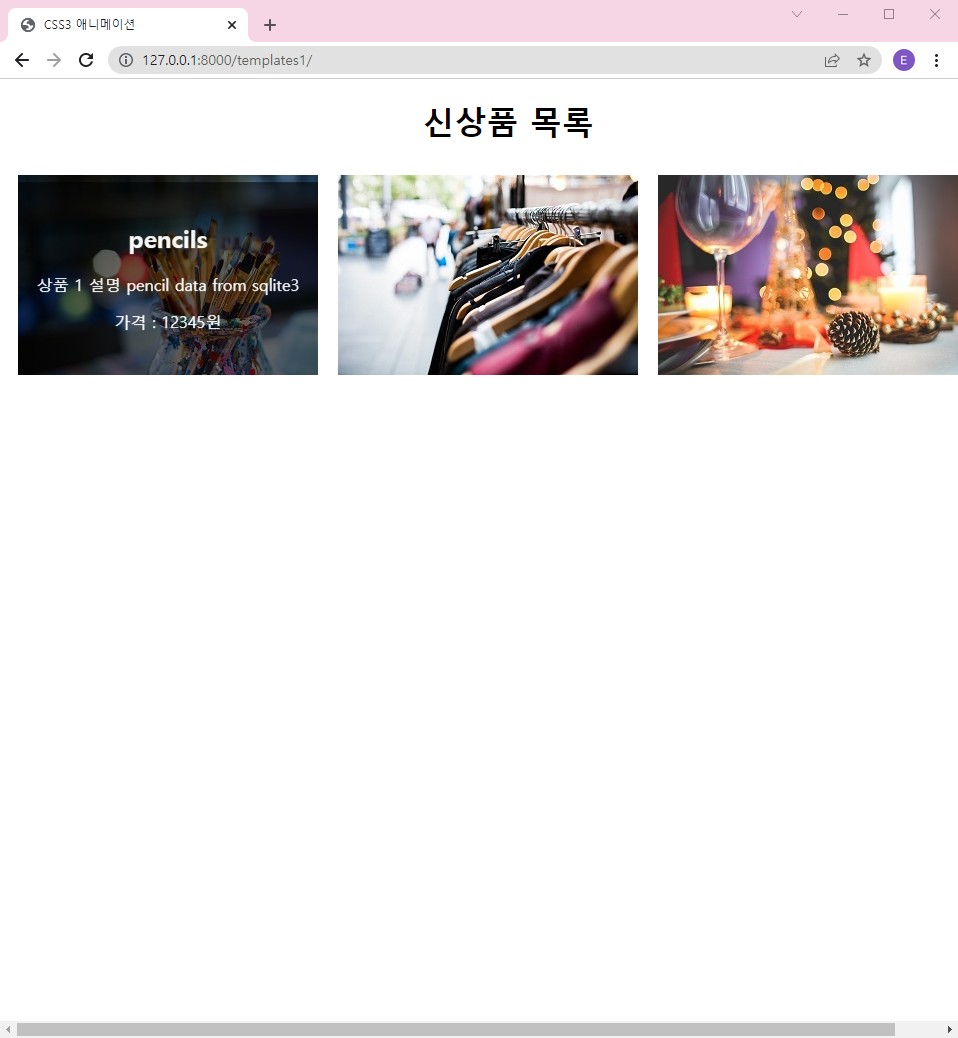 CSS3 애니메이션
127.0.0.1:8000/templates1/
E
신상품 목록
pencils
상품 1 설명 pencil data from sqlite3
가격 : 12345원